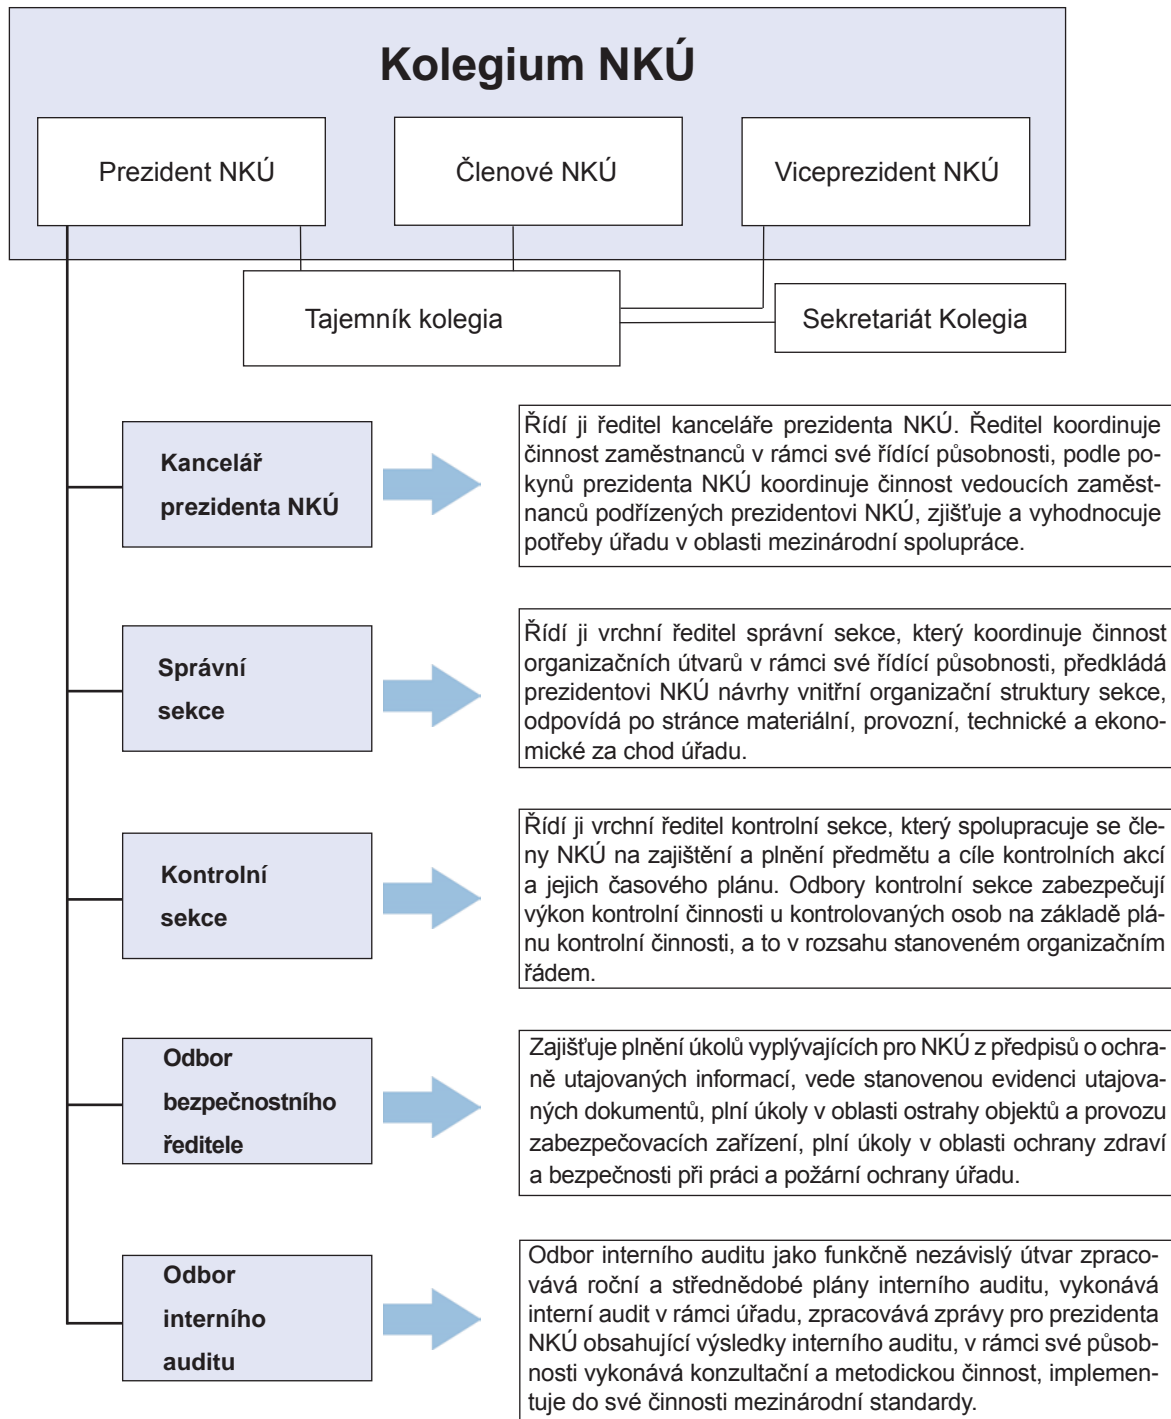 Kolegium NKÚ
Prezident NKÚ
Členové NKÚ
Viceprezident NKÚ
Tajemník kolegia
Sekretariát Kolegia
Kancelář
prezidenta NKÚ
Řídí ji ředitel kanceláře prezidenta NKÚ. Ředitel koordinuje
činnost zaměstnanců v rámci své řídící působnosti, podle po-
kynů prezidenta NKÚ koordinuje činnost vedoucích zaměst-
nanců podřízených prezidentovi NKÚ, zjišťuje a vyhodnocuje
potřeby úřadu v oblasti mezinárodní spolupráce.
Správní
sekce
Řídí ji vrchní ředitel správní sekce, který koordinuje činnost
organizačních útvarů v rámci své řídící působnosti, předkládá
prezidentovi NKÚ návrhy vnitřní organizační struktury sekce,
odpovídá po stránce materiální, provozní, technické a ekono-
mické za chod úřadu.
Kontrolní
sekce
Řídí ji vrchní ředitel kontrolní sekce, který spolupracuje se čle-
ny NKÚ na zajištění a plnění předmětu a cíle kontrolních akcí
a jejich časového plánu. Odbory kontrolní sekce zabezpečují
výkon kontrolní činnosti u kontrolovaných osob na základě plá-
nu kontrolní činnosti, a to v rozsahu stanoveném organizačním
řádem.
Odbor
bezpečnostního
ředitele
Zajišťuje plnění úkolů vyplývajících pro NKÚ z předpisů o ochra-
ně utajovaných informací, vede stanovenou evidenci utajova-
ných dokumentů, plní úkoly v oblasti ostrahy objektů a provozu
zabezpečovacích zařízení, plní úkoly v oblasti ochrany zdraví
a bezpečnosti při práci a požární ochrany úřadu.
Odbor
interního
auditu
Odbor interního auditu jako funkčně nezávislý útvar zpraco-
vává roční a střednědobé plány interního auditu, vykonává
interní audit v rámci úřadu, zpracovává zprávy pro prezidenta
NKÚ obsahující výsledky interního auditu, v rámci své působ-
nosti vykonává konzultační a metodickou činnost, implemen-
tuje do své činnosti mezinárodní standardy.